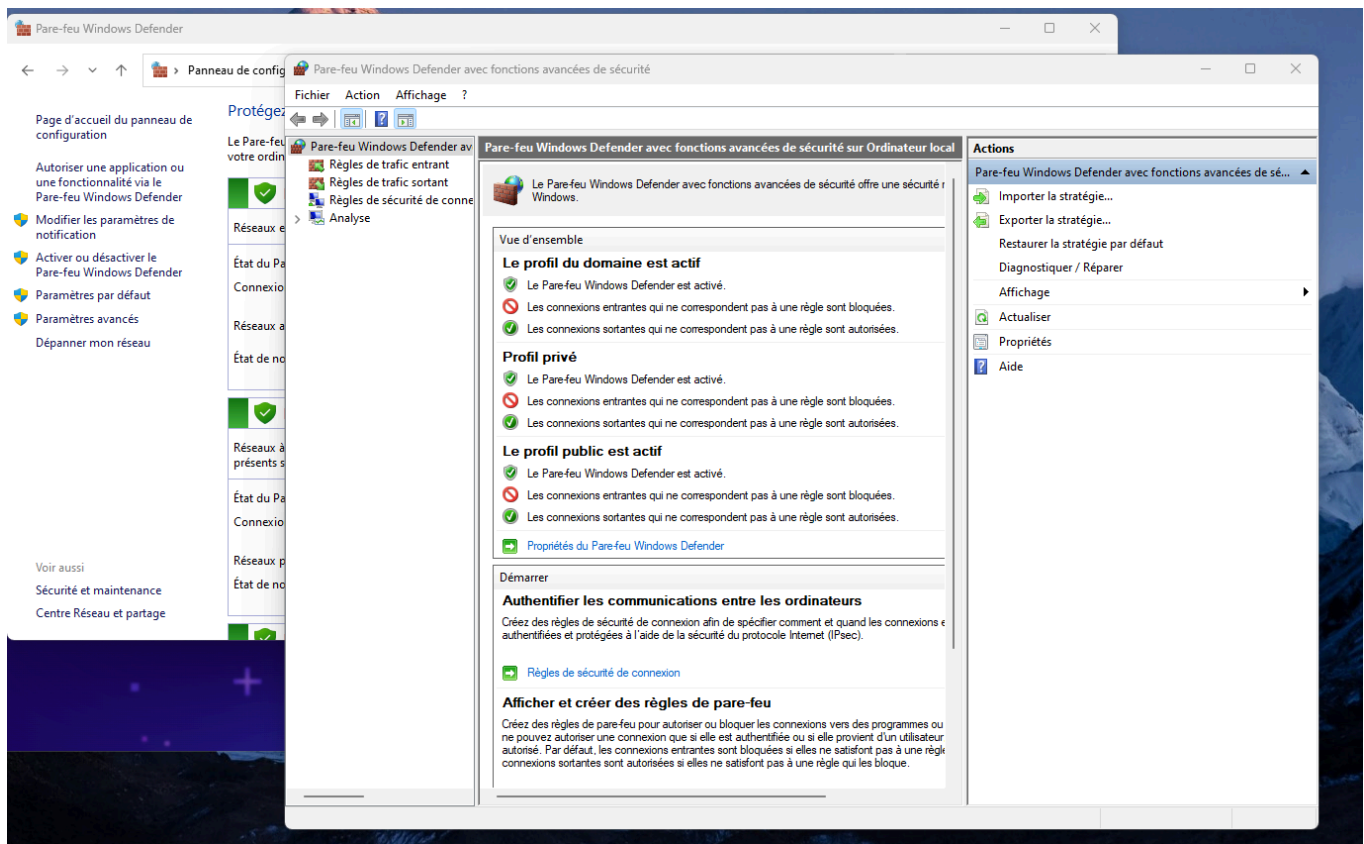 Pare-feu Windows Defender
Panneau de config
Page d'accueil du panneau de
configuration
Autoriser une application ou
une fonctionnalité via le
Pare-feu Windows Defender
Modifier les paramètres de
notification
Activer ou désactiver le
Pare-feu Windows Defender
Paramètres par défaut
Paramètres avancés
Dépanner mon réseau
Voir aussi
Sécurité et maintenance
Centre Réseau et partage
Protégez
Le Pare-feu
votre ordin
Réseaux e
État du Pa
Connexio
Réseaux a
État de no
Réseaux à
présents s
État du Pa
Connexio
Réseaux p
État de no
Pare-feu Windows Defender avec fonctions avancées de sécurité
Fichier Action Affichage ?
Pare-feu Windows Defender av
Règles de trafic entrant
Règles de trafic sortant
Règles de sécurité de conne
Analyse
Pare-feu Windows Defender avec fonctions avancées de sécurité sur Ordinateur local
Le Pare-feu Windows Defender avec fonctions avancées de sécurité offre une sécurité r
Windows.
Vue d'ensemble
Le profil du domaine est actif
Le Pare-feu Windows Defender est activé.
Les connexions entrantes qui ne correspondent pas à une règle sont bloquées.
Les connexions sortantes qui ne correspondent pas à une règle sont autorisées.
Profil privé
Le Pare-feu Windows Defender est activé.
Les connexions entrantes qui ne correspondent pas à une règle sont bloquées.
Les connexions sortantes qui ne correspondent pas à une règle sont autorisées.
Le profil public est actif
Le Pare-feu Windows Defender est activé.
Les connexions entrantes qui ne correspondent pas à une règle sont bloquées.
Les connexions sortantes qui ne correspondent pas à une règle sont autorisées.
Propriétés du Pare-feu Windows Defender
Démarrer
Authentifier les communications entre les ordinateurs
Créez des règles de sécurité de connexion afin de spécifier comment et quand les connexions e
authentifiées et protégées à l'aide de la sécurité du protocole Internet (IPsec).
Règles de sécurité de connexion
Afficher et créer des règles de pare-feu
Créez des règles de pare-feu pour autoriser ou bloquer les connexions vers des programmes ou
ne pouvez autoriser une connexion que si elle est authentifiée ou si elle provient d'un utilisateur
autorisé. Par défaut, les connexions entrantes sont bloquées si elles ne satisfont pas à une règle
connexions sortantes sont autorisées si elles ne satisfont pas à une règle qui les bloque.
Actions
Pare-feu Windows Defender avec fonctions avancées de sé...
Importer la stratégie...
Exporter la stratégie...
Restaurer la stratégie par défaut
Diagnostiquer / Réparer
Affichage
Actualiser
Propriétés
Aide